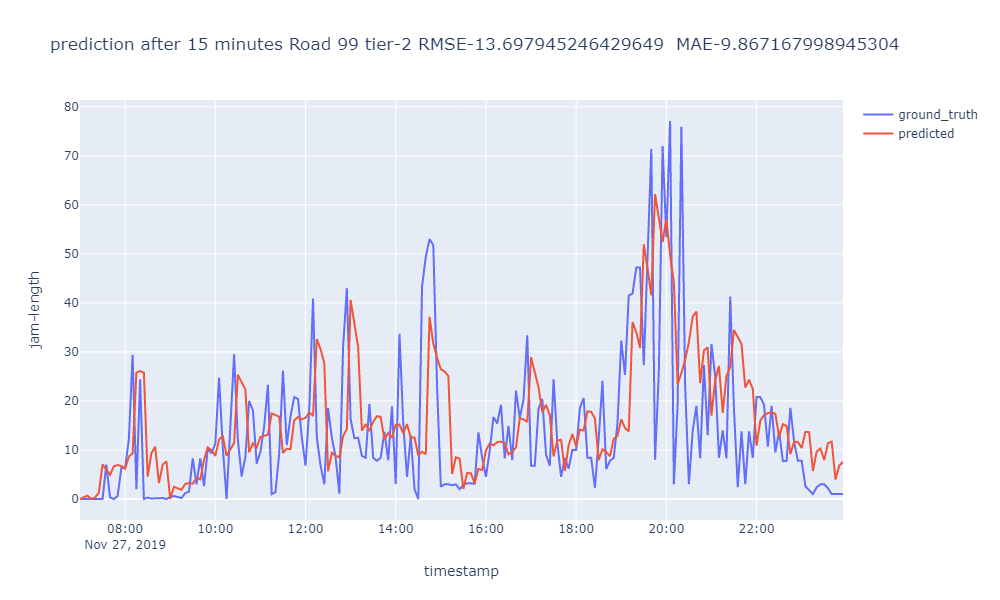 prediction after 15 minutes Road 99 tier-2 RMSE-13.697945246429649  MAE-9.867167998945304
ground_truth
predicted
80
70
60
50
40
30
20
10
0
jam-length
08:00 10:00 12:00 14:00 16:00 18:00 20:00 22:00
Nov 27, 2019
timestamp